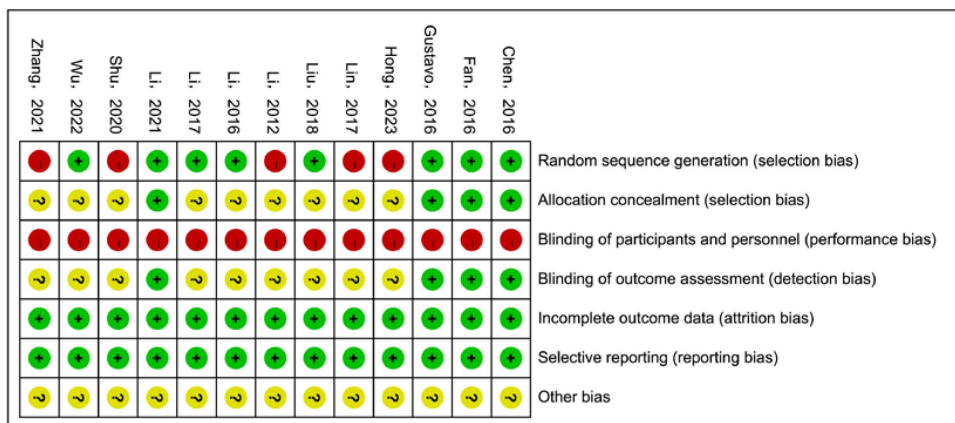 Zhang, 2021
Wu, 2022
Shu, 2020
Li, 2021
Li, 2017
Li, 2016
Li, 2012
Liu, 2018
Lin, 2017
Hong, 2023
Gustavo, 2016
Fan, 2016
Chen, 2016
– + – + + + – + – – + + + Random sequence generation (selection bias)
? ? ? + ? ? ? ? ? ? + + + Allocation concealment (selection bias)
– – – – – – – – – – – – – Blinding of participants and personnel (performance bias)
? ? ? + ? ? ? ? ? ? + + + Blinding of outcome assessment (detection bias)
+ + + + + + + + + + + + + Incomplete outcome data (attrition bias)
+ + + + + + + + + + + + + Selective reporting (reporting bias)
? ? ? ? ? ? ? ? ? ? ? ? ? Other bias